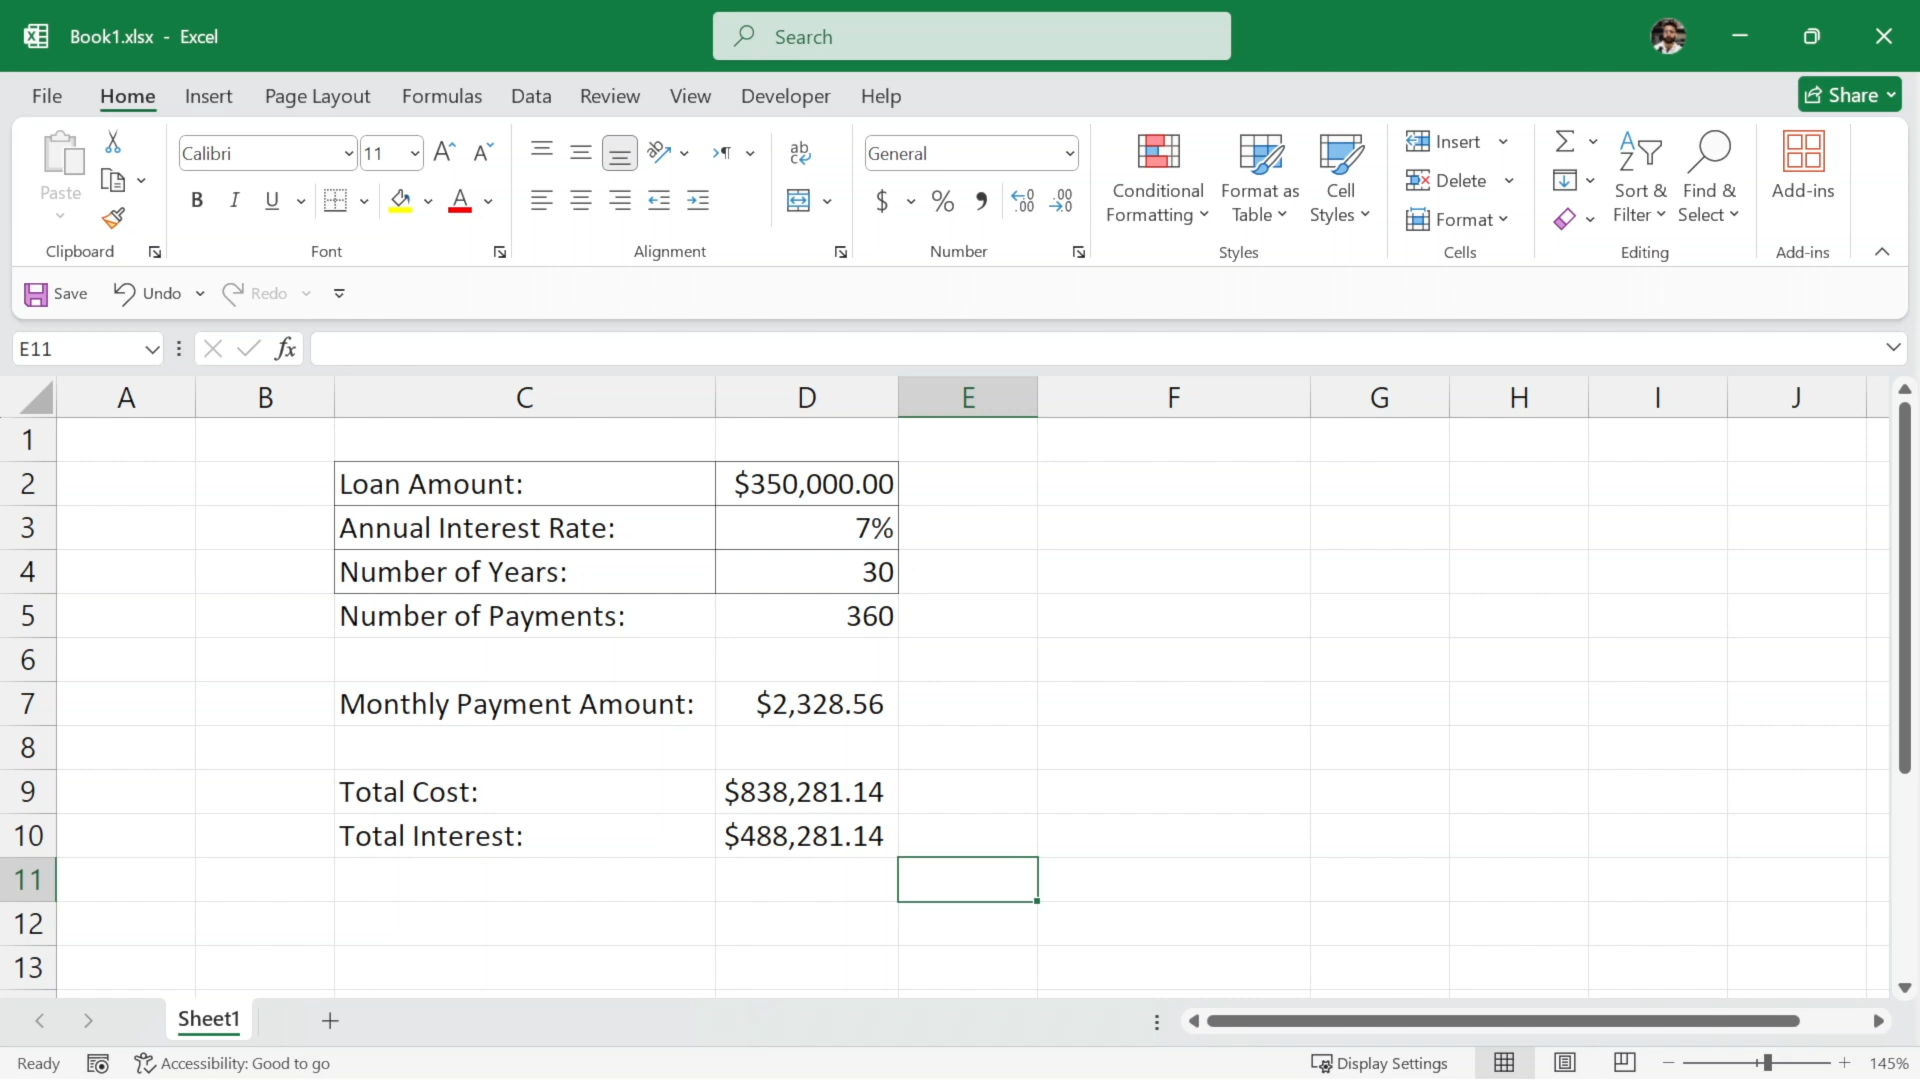 Book1.xlsx - Excel
Search
File Home Insert Page Layout Formulas Data Review View Developer Help
Share
Paste
Clipboard
Calibri 11
B I U
Font
ab
Alignment
General
$ % , .00 .00
Number
Conditional Formatting
Format as Table
Cell Styles
Styles
Insert
Delete
Format
Cells
Sort & Filter
Find & Select
Editing
Add-ins
Add-ins
Save Undo Redo
E11 fx
A B C D E F G H I J
1
2 Loan Amount: $350,000.00
3 Annual Interest Rate: 7%
4 Number of Years: 30
5 Number of Payments: 360
6
7 Monthly Payment Amount: $2,328.56
8
9 Total Cost: $838,281.14
10 Total Interest: $488,281.14
11
12
13
Sheet1
Ready Accessibility: Good to go Display Settings 145%